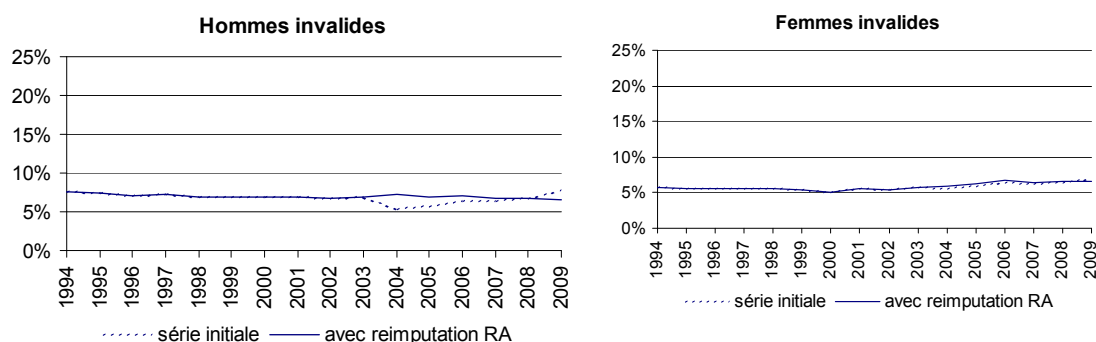 Hommes invalides
25%
20%
15%
10%
5%
0%
1994 1995 1996 1997 1998 1999 2000 2001 2002 2003 2004 2005 2006 2007 2008 2009
série initiale avec reimputation RA
Femmes invalides
25%
20%
15%
10%
5%
0%
1994 1995 1996 1997 1998 1999 2000 2001 2002 2003 2004 2005 2006 2007 2008 2009
série initiale avec reimputation RA